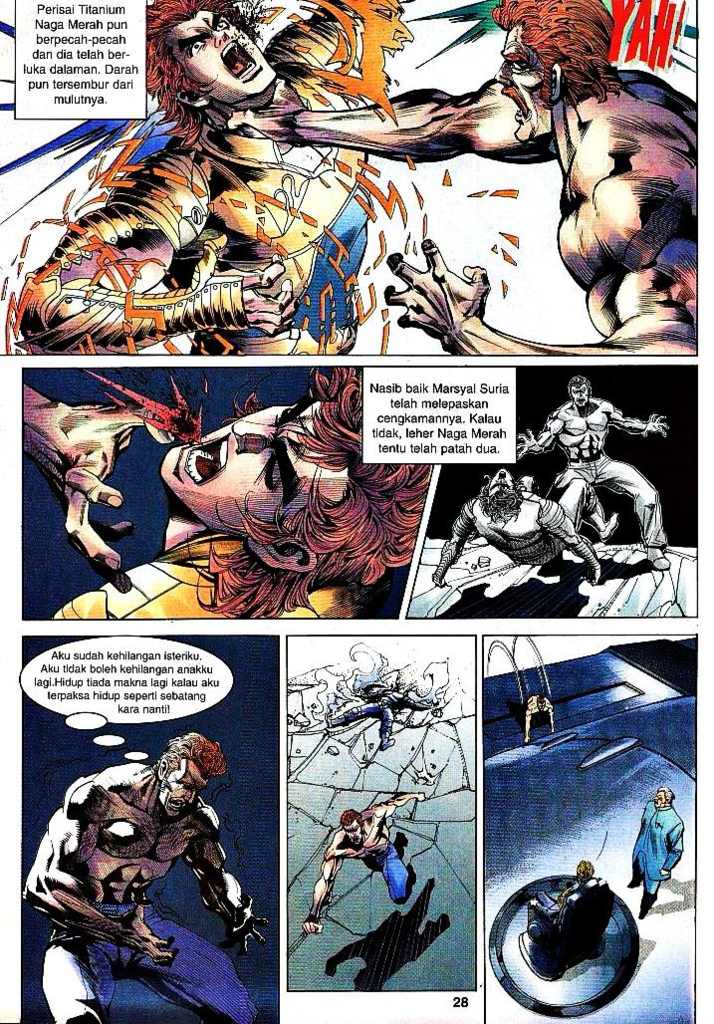 Perisai Titanium
Naga Merah pun
berpecah-pecah
dan dia telah ber-
luka dalaman. Darah
pun tersembur dari
mulutnya.
YAH!
Nasib baik Marsyal Suria
telah melepaskan
cengkamannya. Kalau
tidak, leher Naga Merah
tentu telah patah dua.
Aku sudah kehilangan isteriku.
Aku tidak boleh kehilangan anakku
lagi.Hidup tiada makna lagi kalau aku
terpaksa hidup seperti sebatang
kara nanti!
28